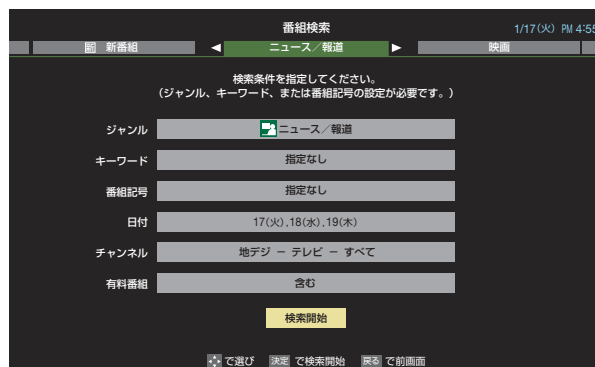 番組検索
1/17(火) PM 4:55
新 新番組 ◀ ニュース／報道 ▶ 映画
検索条件を指定してください。
(ジャンル、キーワード、または番組記号の設定が必要です。)
ジャンル ニュース／報道
キーワード 指定なし
番組記号 指定なし
日付 17(火),18(水),19(木)
チャンネル 地デジ － テレビ － すべて
有料番組 含む
検索開始
で選び 決定 で検索開始 戻る で前画面